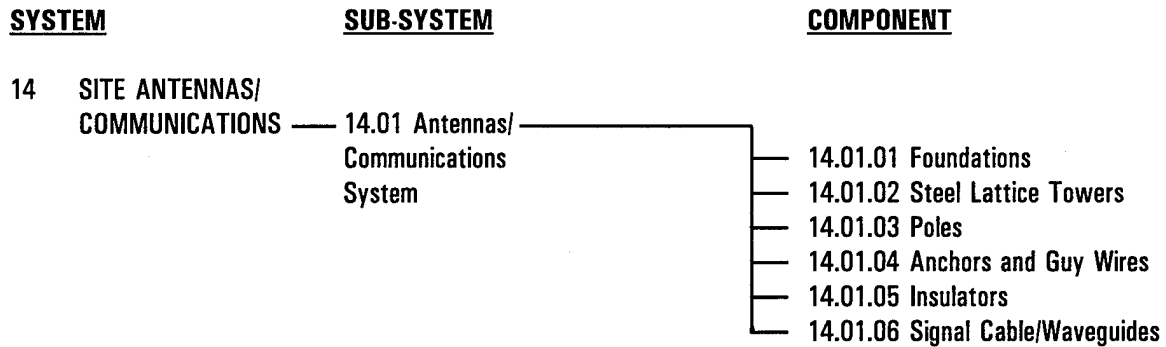 SYSTEM SUB-SYSTEM COMPONENT
14 SITE ANTENNAS/
COMMUNICATIONS 14.01 Antennas/
Communications
System
14.01.01 Foundations
14.01.02 Steel Lattice Towers
14.01.03 Poles
14.01.04 Anchors and Guy Wires
14.01.05 Insulators
14.01.06 Signal Cable/Waveguides